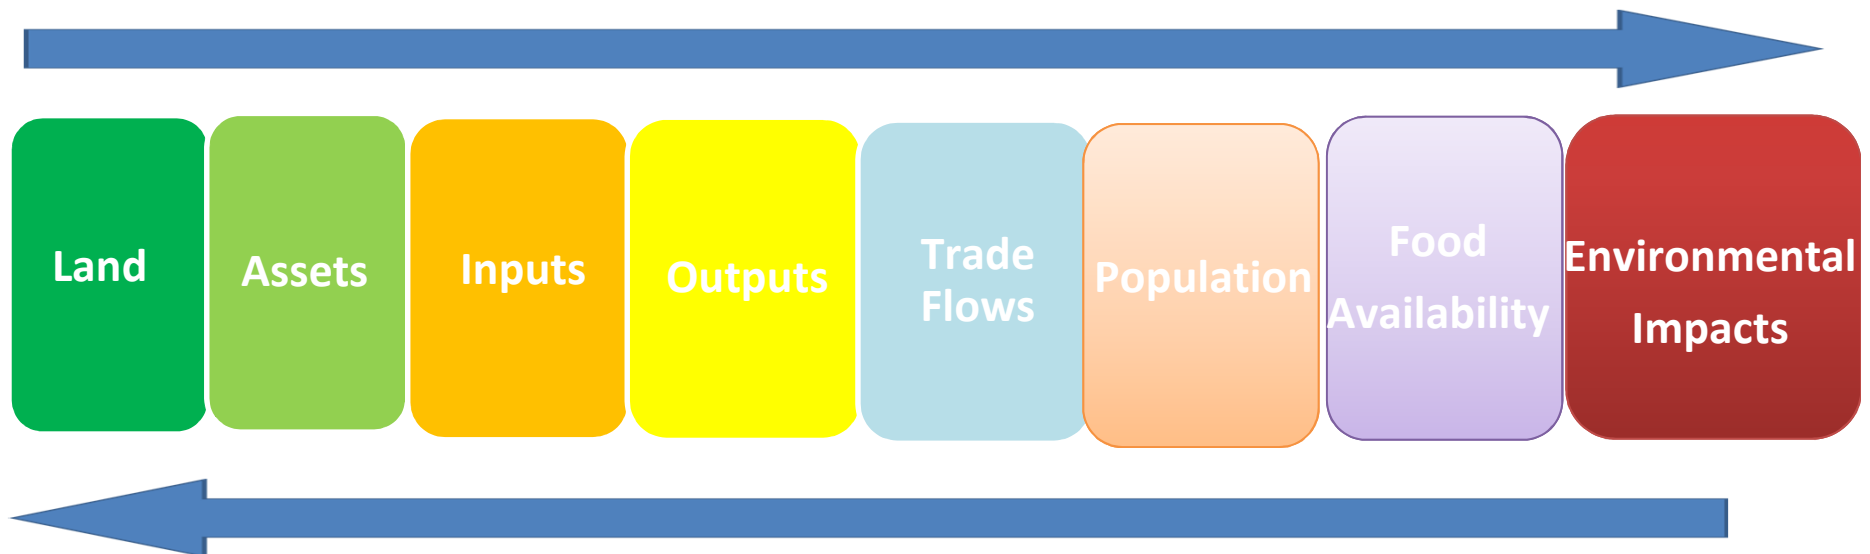 Land
Assets
Inputs
Outputs
Trade
Flows
Population
Food
Availability
Environmental
Impacts